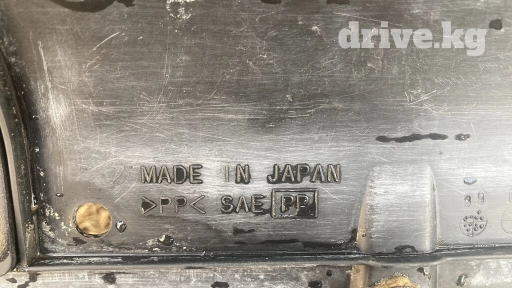 drive.kg
MADE IN JAPAN
>PP< SAE PP